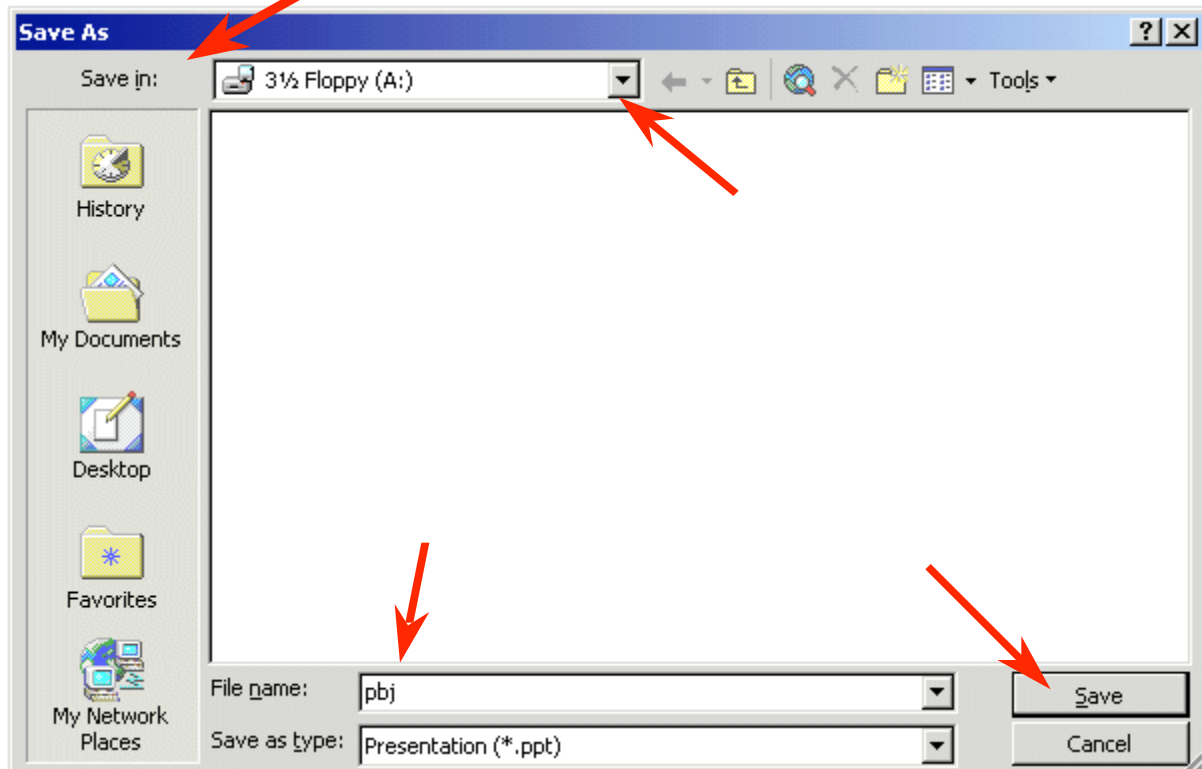 Save As
Save in:
3½ Floppy (A:)
Tools
History
My Documents
Desktop
Favorites
My Network
Places
File name:
pbj
Save
Save as type:
Presentation (*.ppt)
Cancel